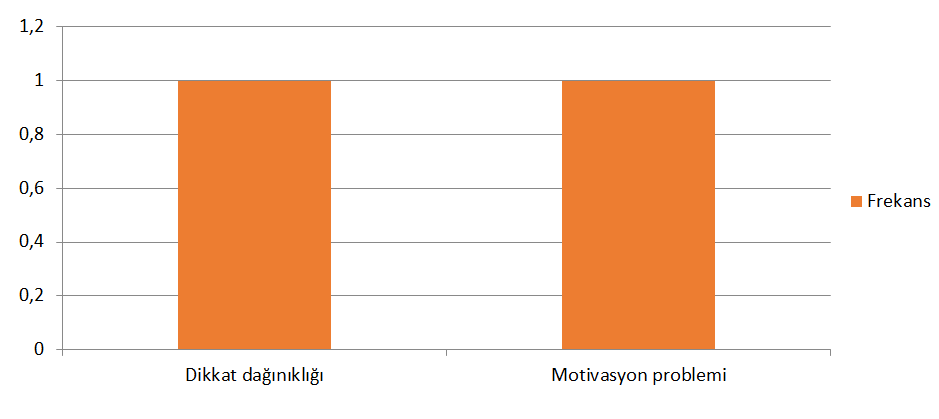 1,2
1
0,8
0,6
0,4
0,2
0
Dikkat dağınıklığı
Motivasyon problemi
Frekans